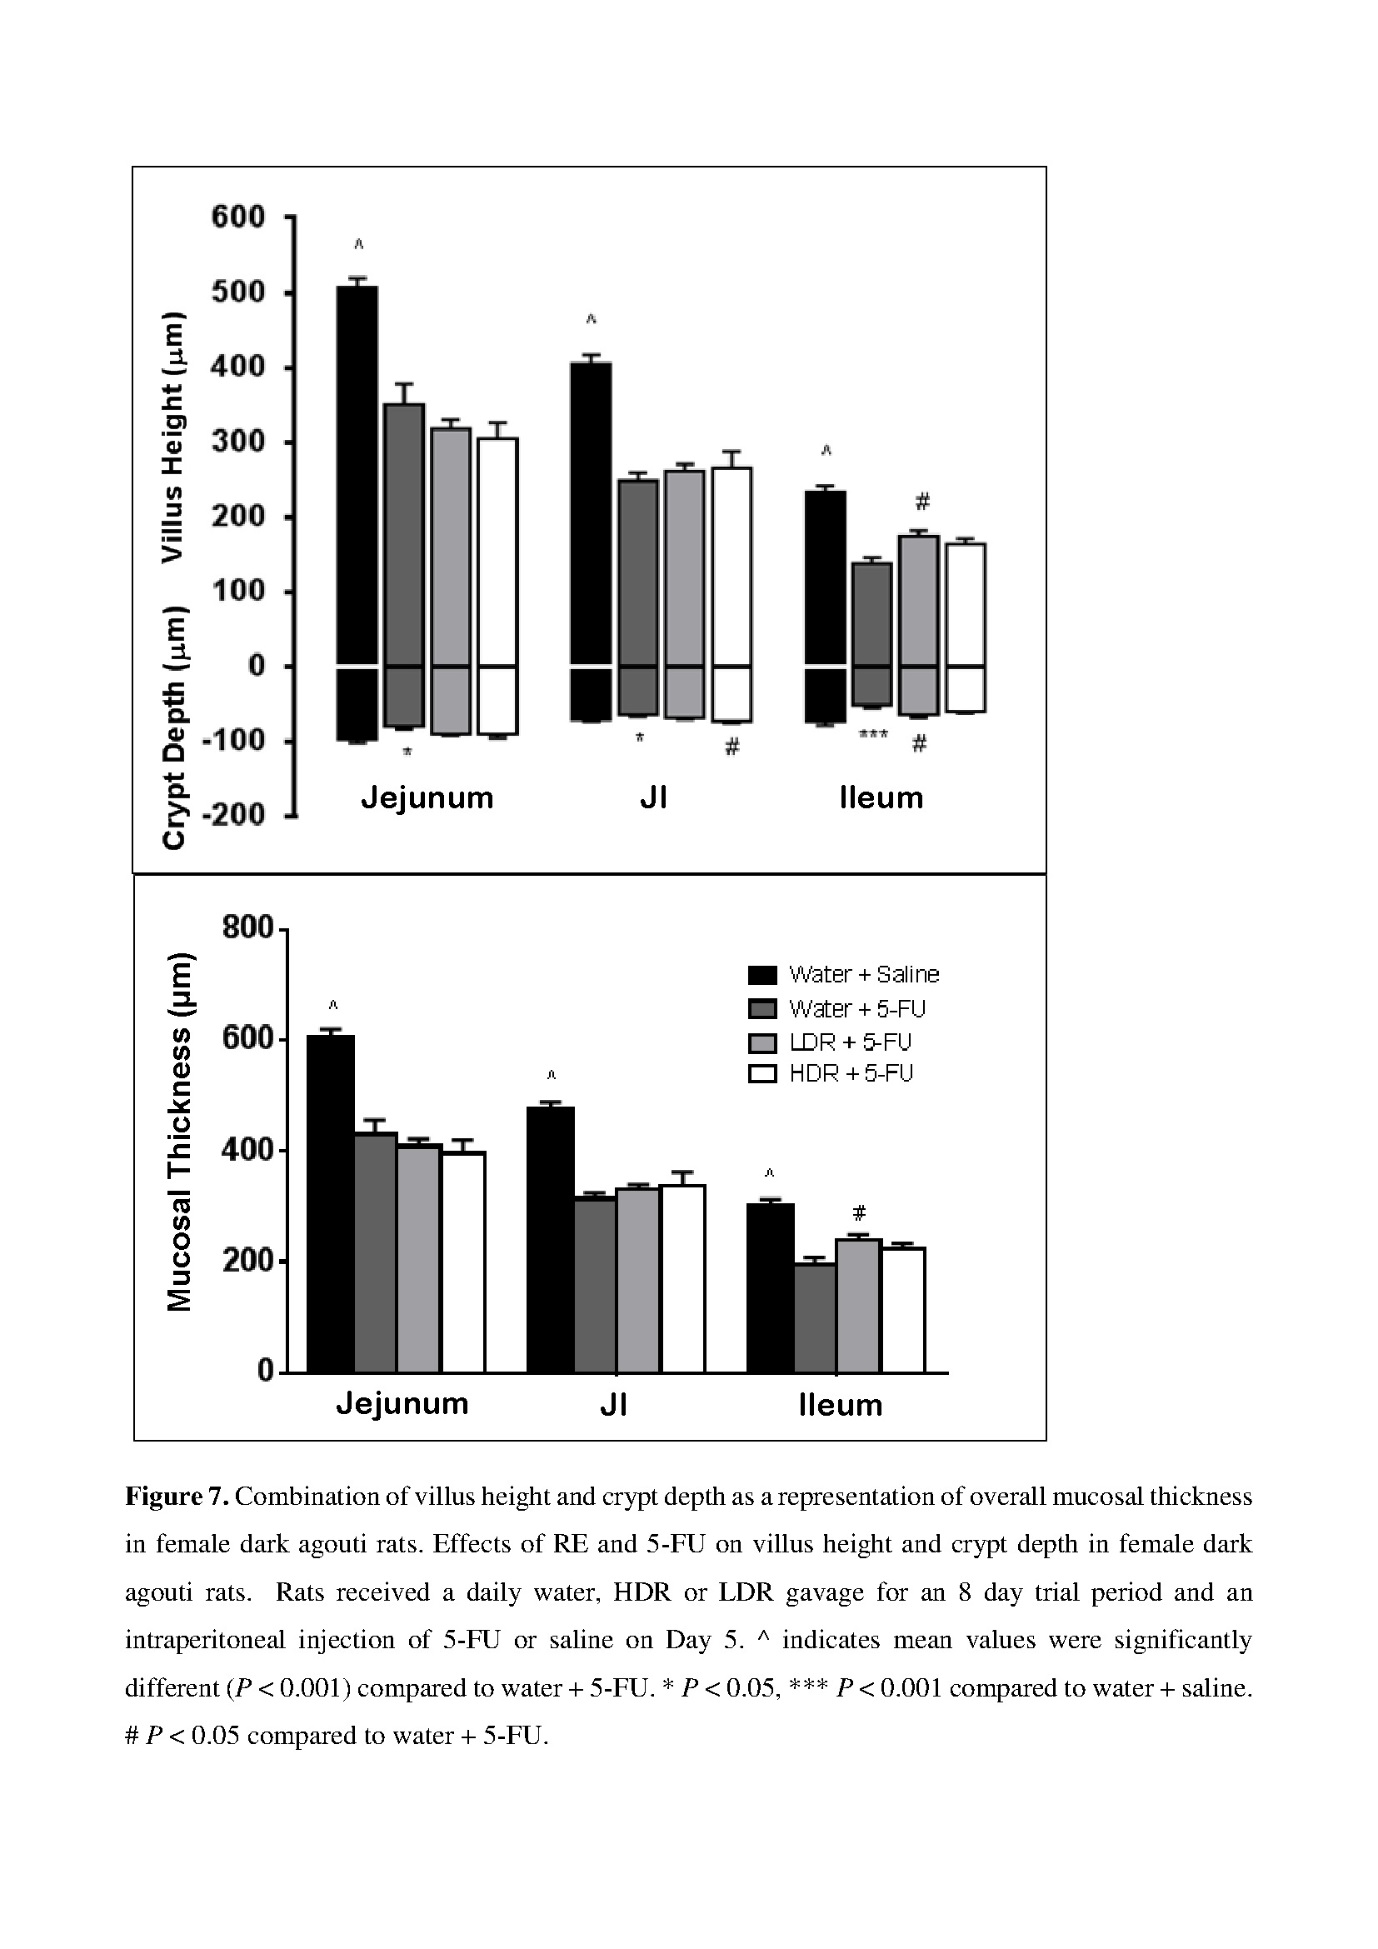 600
^
500
^
400
300
^
200
#
100
0
-100
* * # *** #
Jejunum JI Ileum
-200
Crypt Depth (µm) Villus Height (µm)
800
Water + Saline
^
Water + 5-FU
600
LDR + 5-FU
^
HDR + 5-FU
400
^
#
200
0
Jejunum JI Ileum
Mucosal Thickness (µm)
Figure 7. Combination of villus height and crypt depth as a representation of overall mucosal thickness
in female dark agouti rats. Effects of RE and 5-FU on villus height and crypt depth in female dark
agouti rats. Rats received a daily water, HDR or LDR gavage for an 8 day trial period and an
intraperitoneal injection of 5-FU or saline on Day 5. ^ indicates mean values were significantly
different (P < 0.001) compared to water + 5-FU. * P < 0.05, *** P < 0.001 compared to water + saline.
# P < 0.05 compared to water + 5-FU.